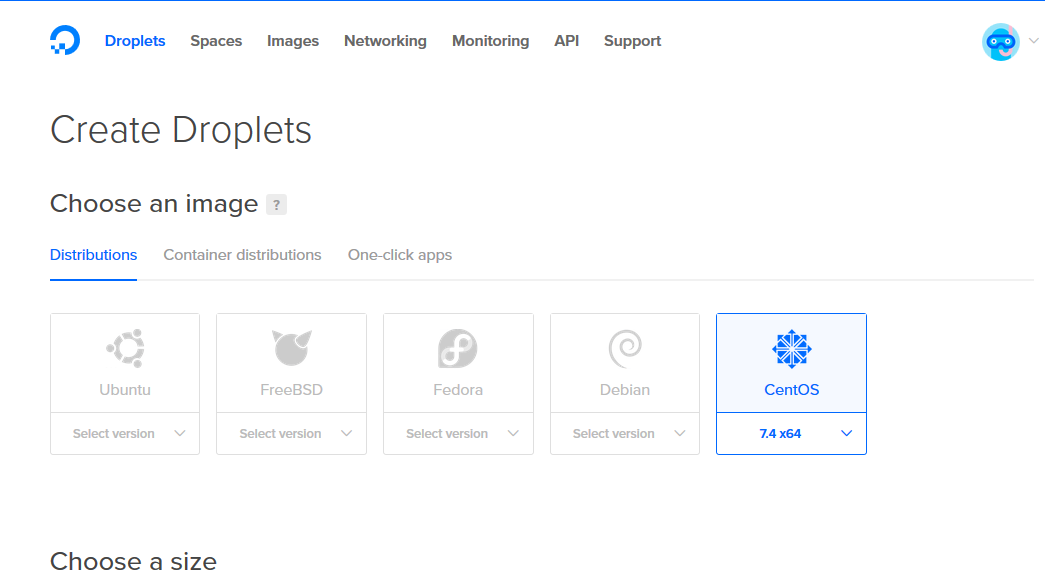 Droplets Spaces Images Networking Monitoring API Support
Create Droplets
Choose an image ?
Distributions Container distributions One-click apps
Ubuntu FreeBSD Fedora Debian CentOS
Select version Select version Select version Select version 7.4 x64
Choose a size